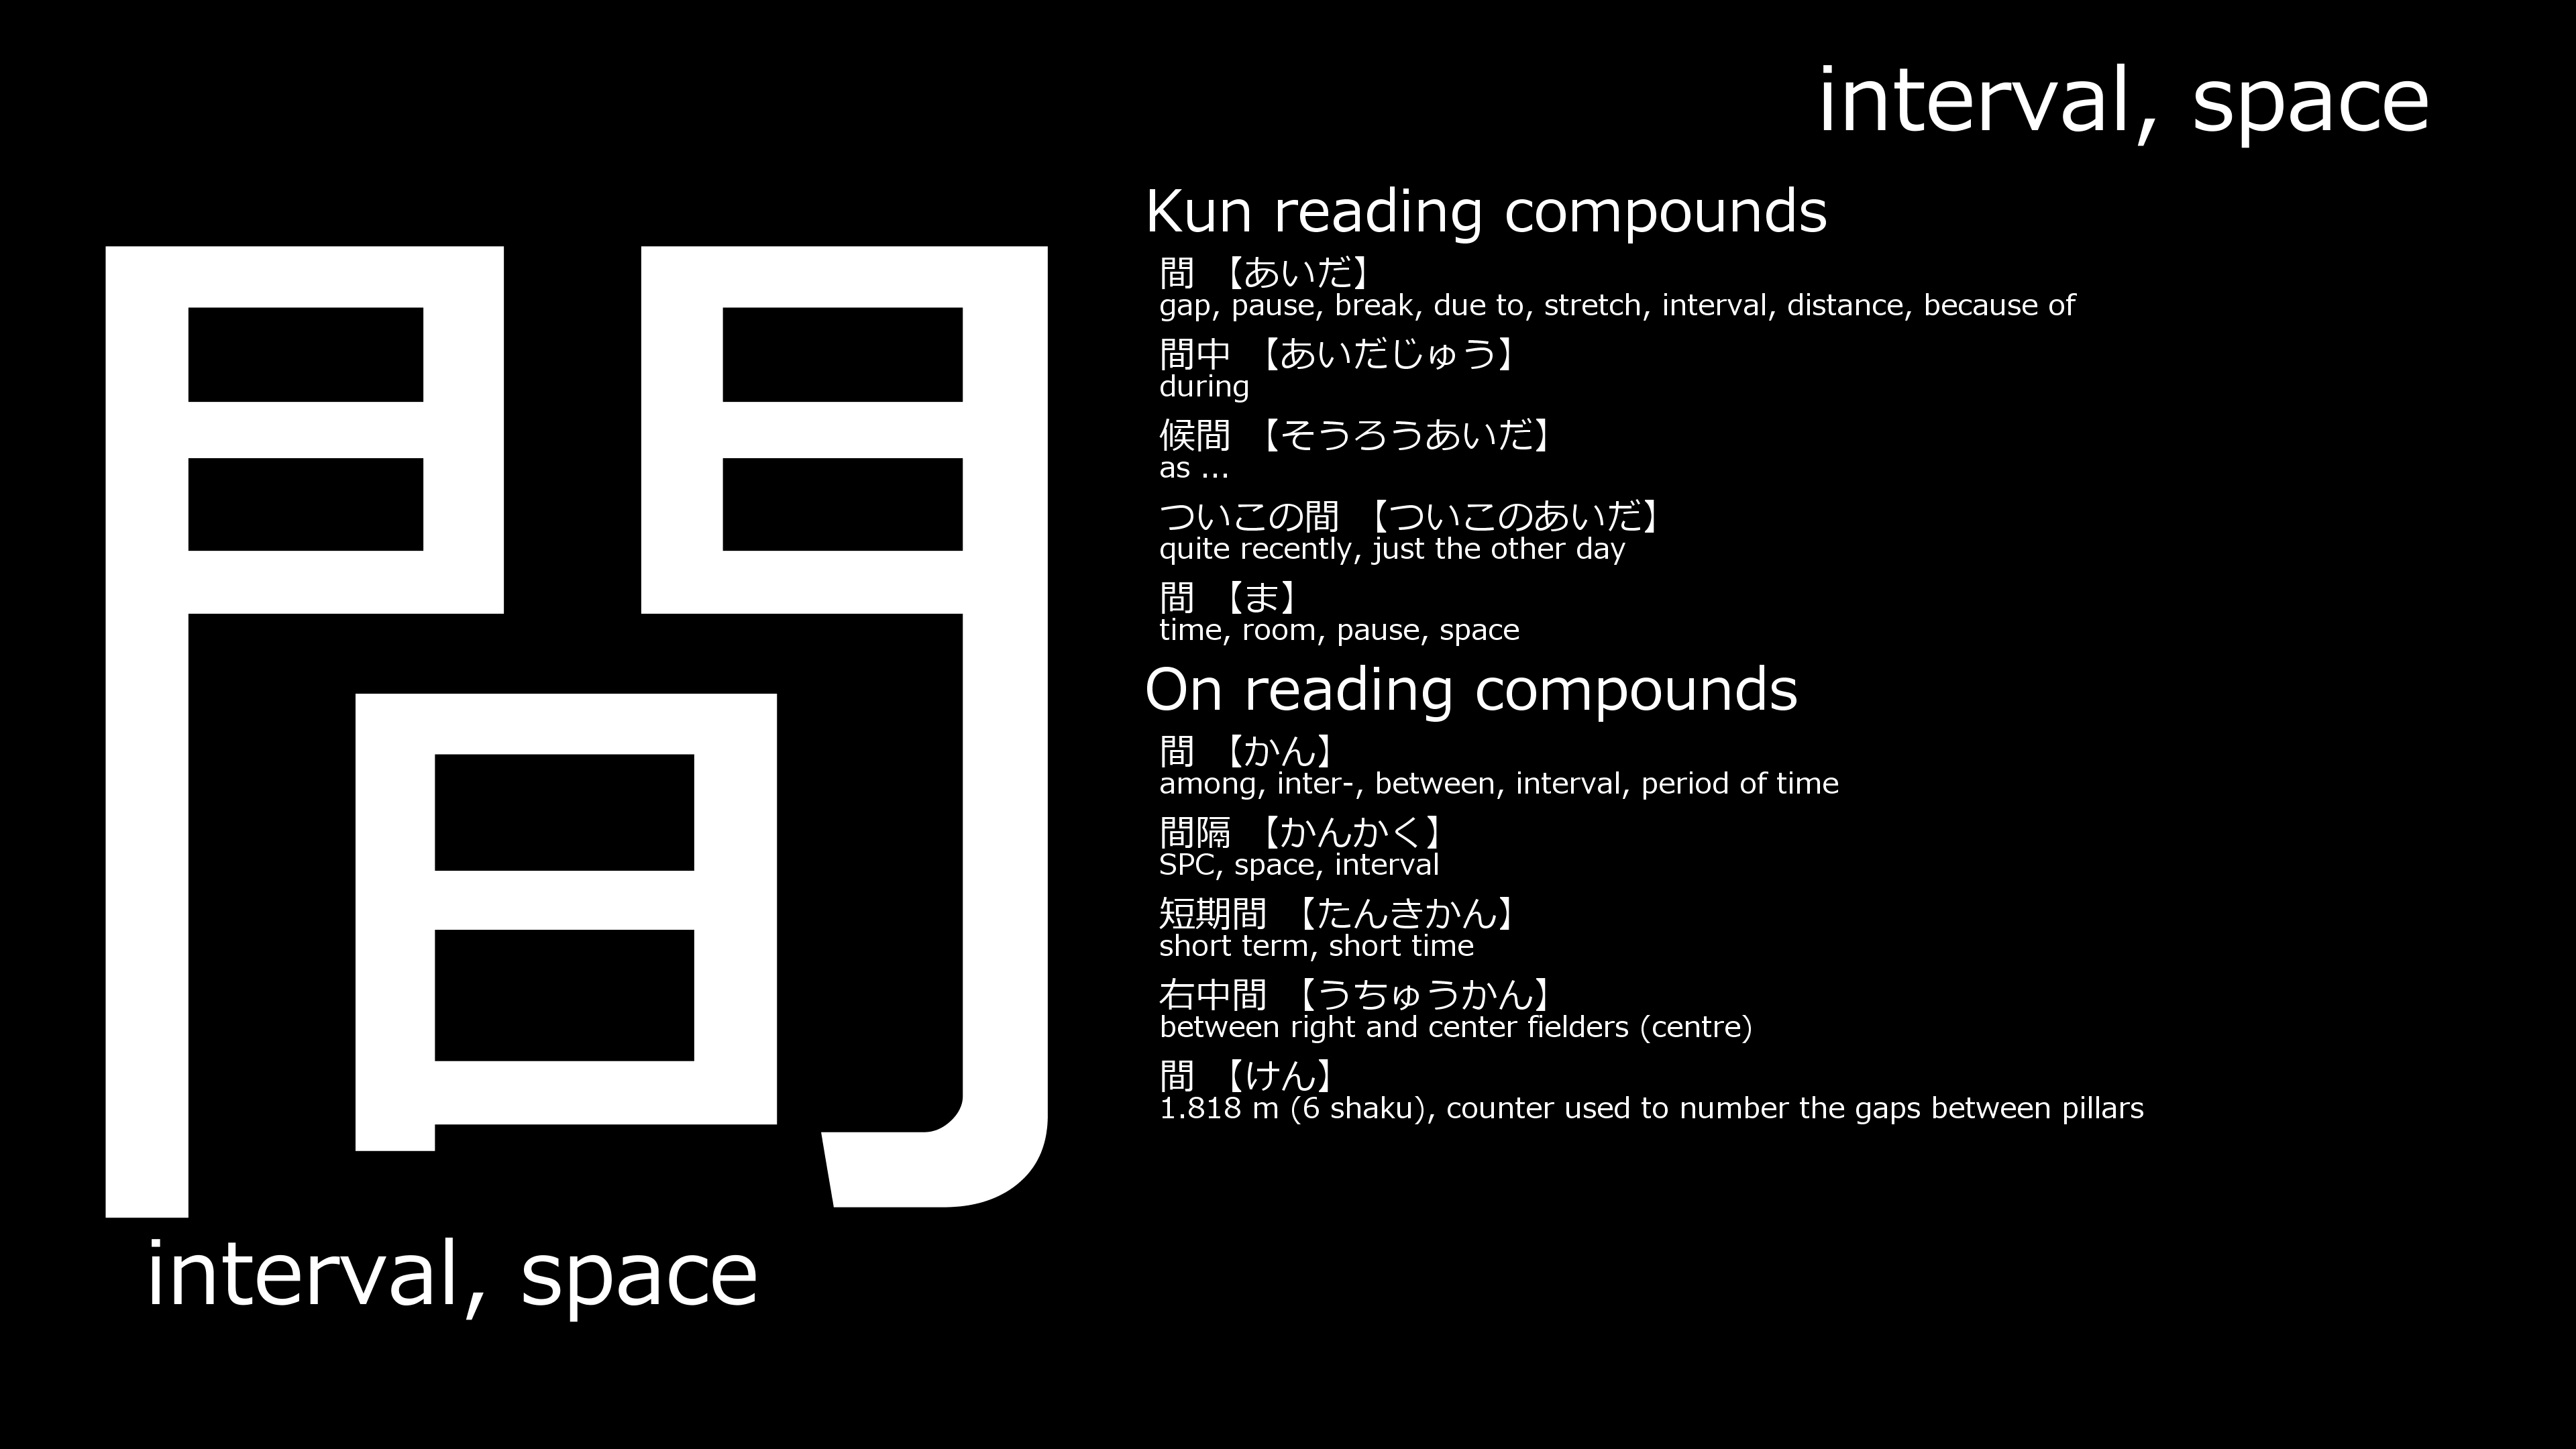 interval, space
間
interval, space
Kun reading compounds
間 【あいだ】
gap, pause, break, due to, stretch, interval, distance, because of
間中 【あいだじゅう】
during
候間 【そうろうあいだ】
as ...
ついこの間 【ついこのあいだ】
quite recently, just the other day
間 【ま】
time, room, pause, space
On reading compounds
間 【かん】
among, inter-, between, interval, period of time
間隔 【かんかく】
SPC, space, interval
短期間 【たんきかん】
short term, short time
右中間 【うちゅうかん】
between right and center fielders (centre)
間 【けん】
1.818 m (6 shaku), counter used to number the gaps between pillars